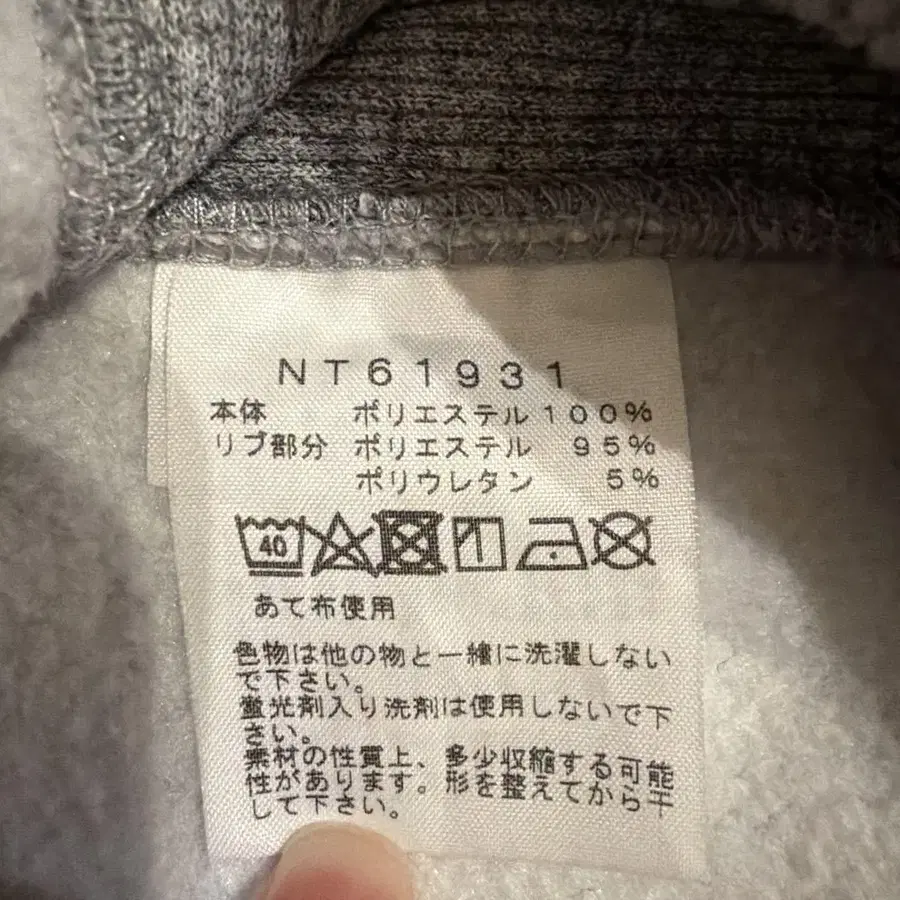 NT61931
本体 ポリエステル 100%
リブ部分 ポリエステル 95%
ポリウレタン 5%
40
あて布使用
色物は他の物と一緒に洗濯しない
で下さい。
蛍光剤入り洗剤は使用しないで下
さい。
素材の性質上、多少収縮する可能
性があります。形を整えてから干
して下さい。